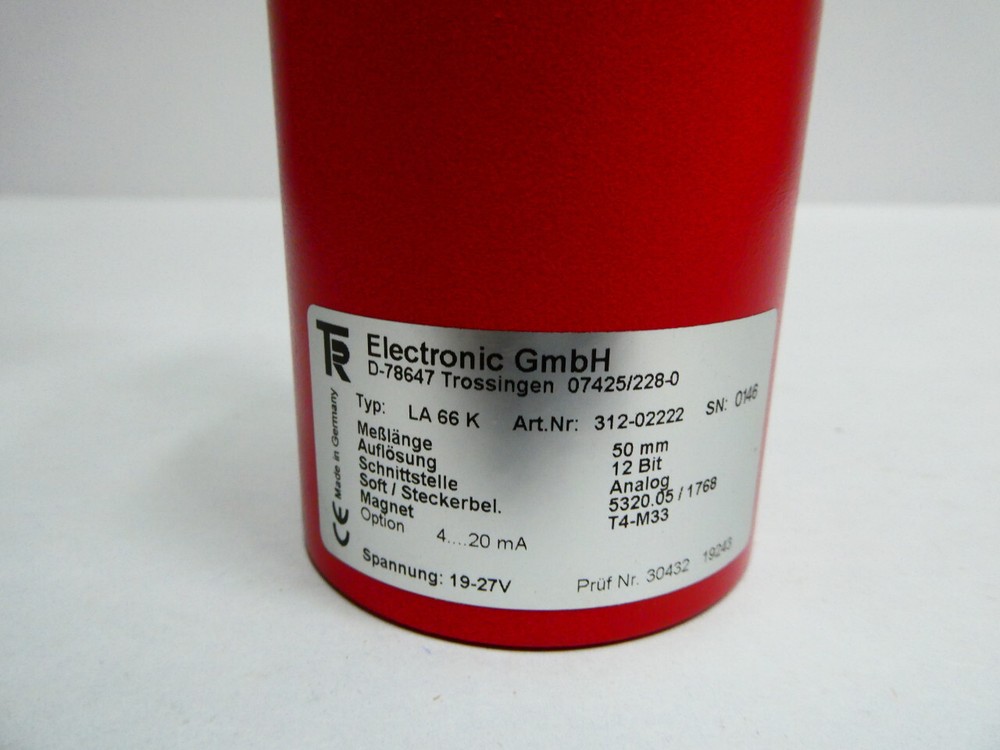 TR Electronic GmbH
D-78647 Trossingen 07425/228-0
Typ: LA 66 K Art.Nr: 312-02222 SN: 0146
Meßlänge 50 mm
Auflösung 12 Bit
Schnittstelle Analog
Soft / Steckerbel. 5320.05 / 1768
Magnet T4-M33
Option 4....20 mA
Spannung: 19-27V Prüf Nr. 30432 19243
CE Made in Germany